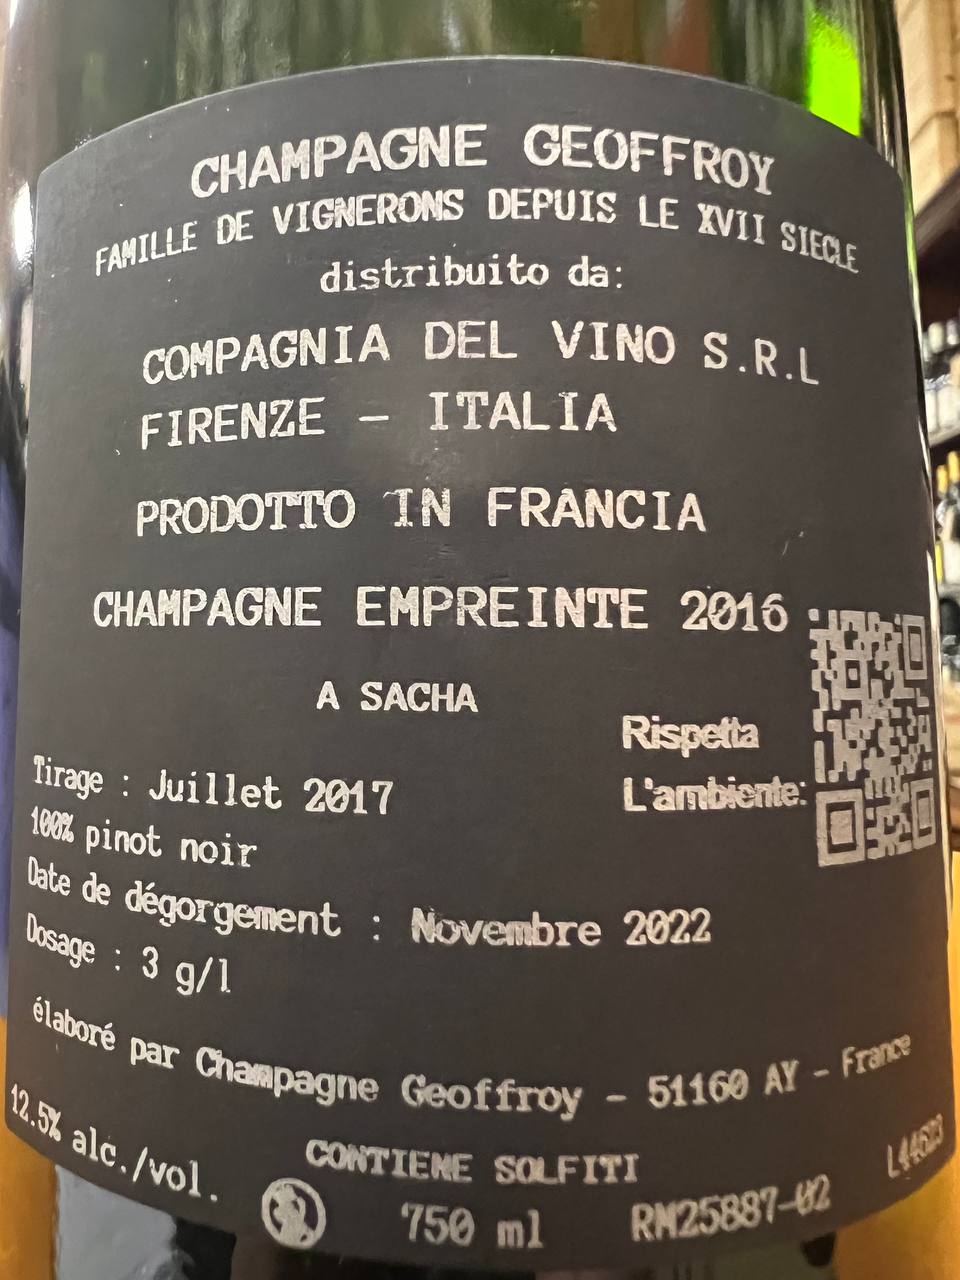 CHAMPAGNE GEOFFROY
FAMILLE DE VIGNERONS DEPUIS LE XVII SIECLE
distribuito da:
COMPAGNIA DEL VINO S.R.L
FIRENZE - ITALIA
PRODOTTO IN FRANCIA
CHAMPAGNE EMPREINTE 2016
A SACHA
Rispetta
L'ambiente:
Tirage : Juillet 2017
100% pinot noir
Date de dégorgement : Novembre 2022
Dosage : 3 g/l
élaboré par Champagne Geoffroy - 51160 AY - France
12.5% alc./vol.
CONTIENE SOLFITI
750 ml
RM25887-02